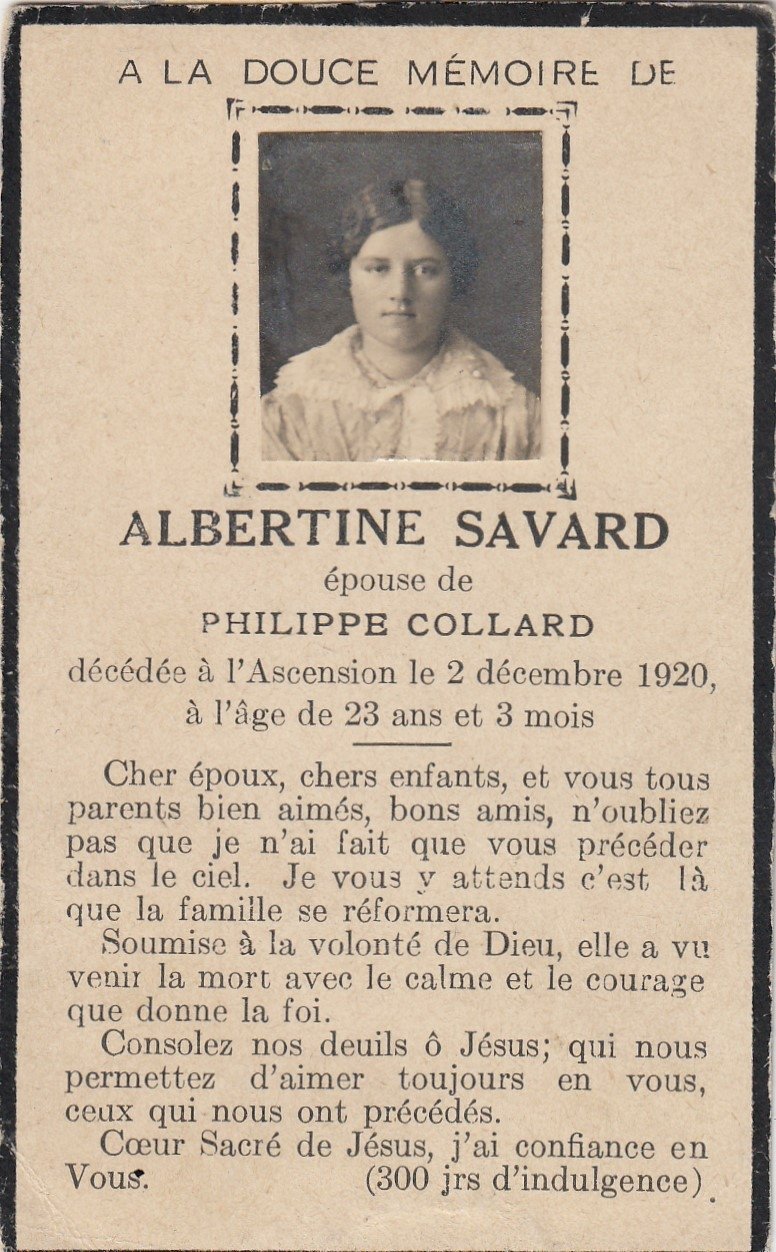 A LA DOUCE MÉMOIRE DE
ALBERTINE SAVARD
épouse de
PHILIPPE COLLARD
décédée à l'Ascension le 2 décembre 1920,
à l'âge de 23 ans et 3 mois
Cher époux, chers enfants, et vous tous
parents bien aimés, bons amis, n'oubliez
pas que je n'ai fait que vous précéder
dans le ciel. Je vous y attends c'est là
que la famille se réformera.
Soumise à la volonté de Dieu, elle a vu
venir la mort avec le calme et le courage
que donne la foi.
Consolez nos deuils ô Jésus; qui nous
permettez d'aimer toujours en vous,
ceux qui nous ont précédés.
Cœur Sacré de Jésus, j'ai confiance en
Vous. (300 jrs d'indulgence).